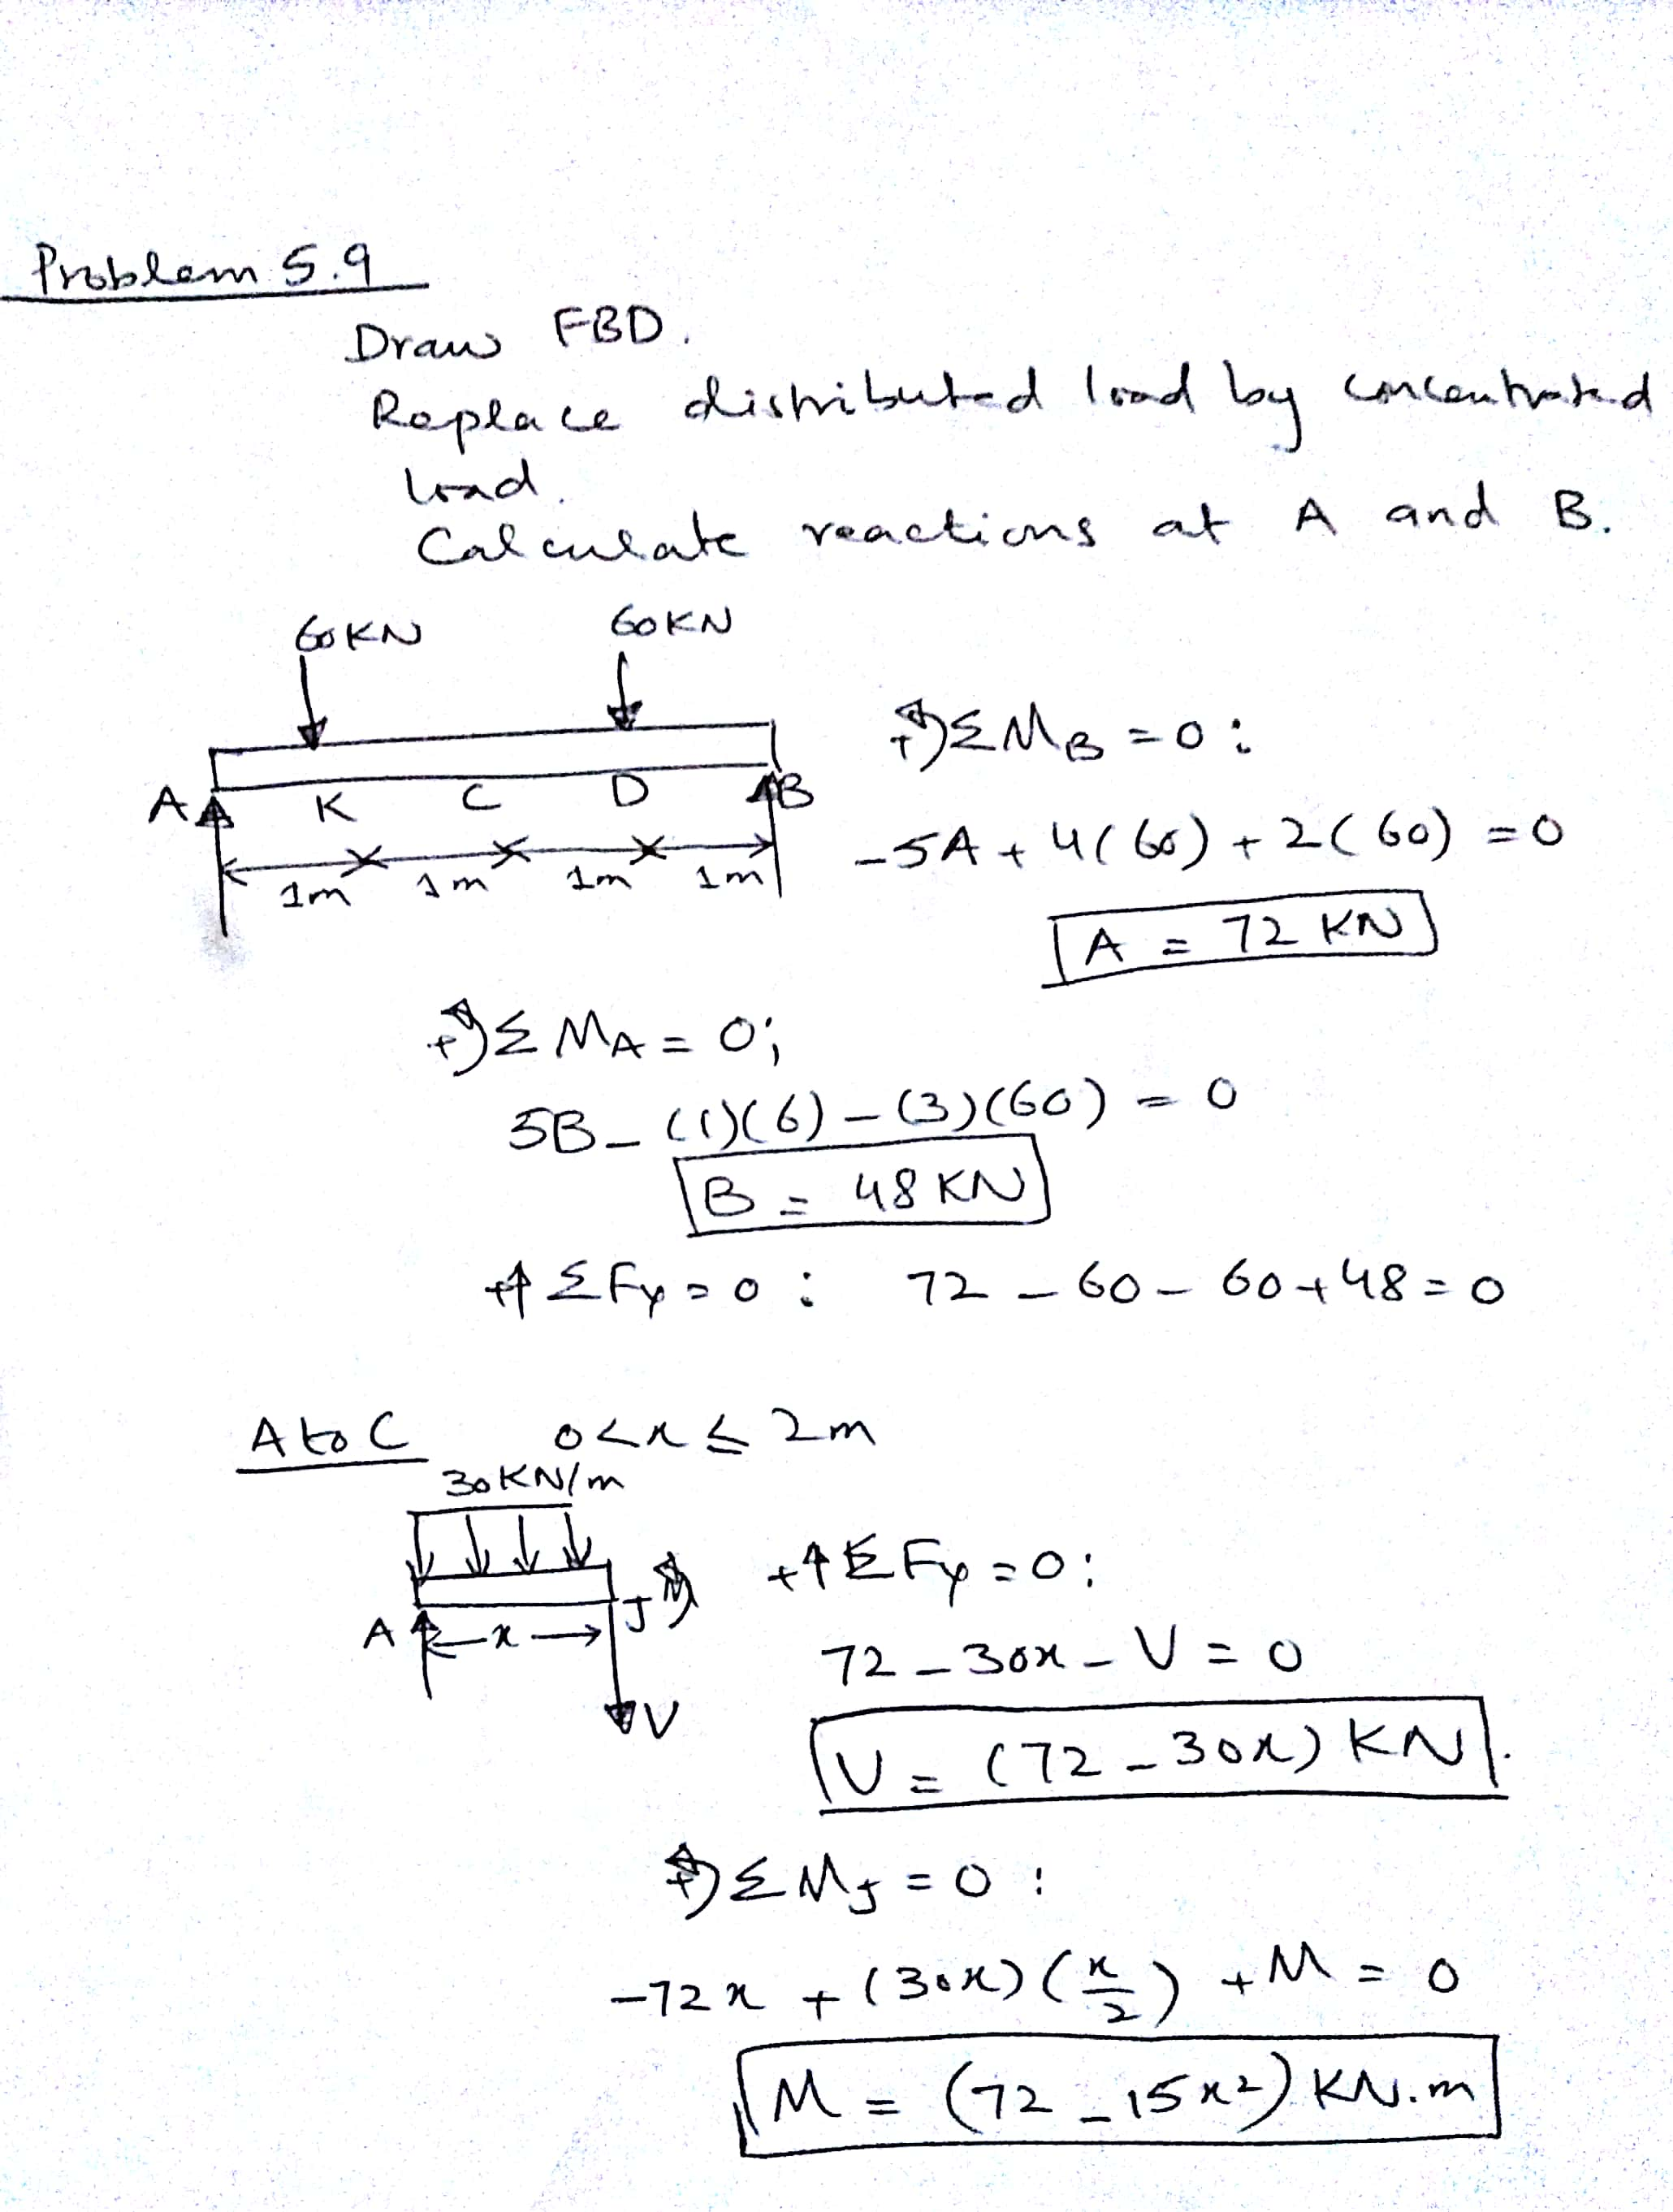 Problem 5.9
Draw FBD.
Replace distributed load by concentrated
load.
Calculate reactions at A and B.
60KN 60KN
A K C D B
1m 1m 1m 1m
+ΣM_B = 0 :
-5A + 4(60) + 2(60) = 0
A = 72 KN
+ΣM_A = 0;
5B - (1)(6) - (3)(60) = 0
B = 48 KN
+↑ΣFy = 0 : 72 - 60 - 60 + 48 = 0
A to C 0 < x ≤ 2m
30KN/m
A x J M
V
+↑ΣFy = 0:
72 - 30x - V = 0
V = (72 - 30x) KN.
+ΣM_J = 0 :
-72x + (30x)(x/2) + M = 0
M = (72 - 15x²) KN.m